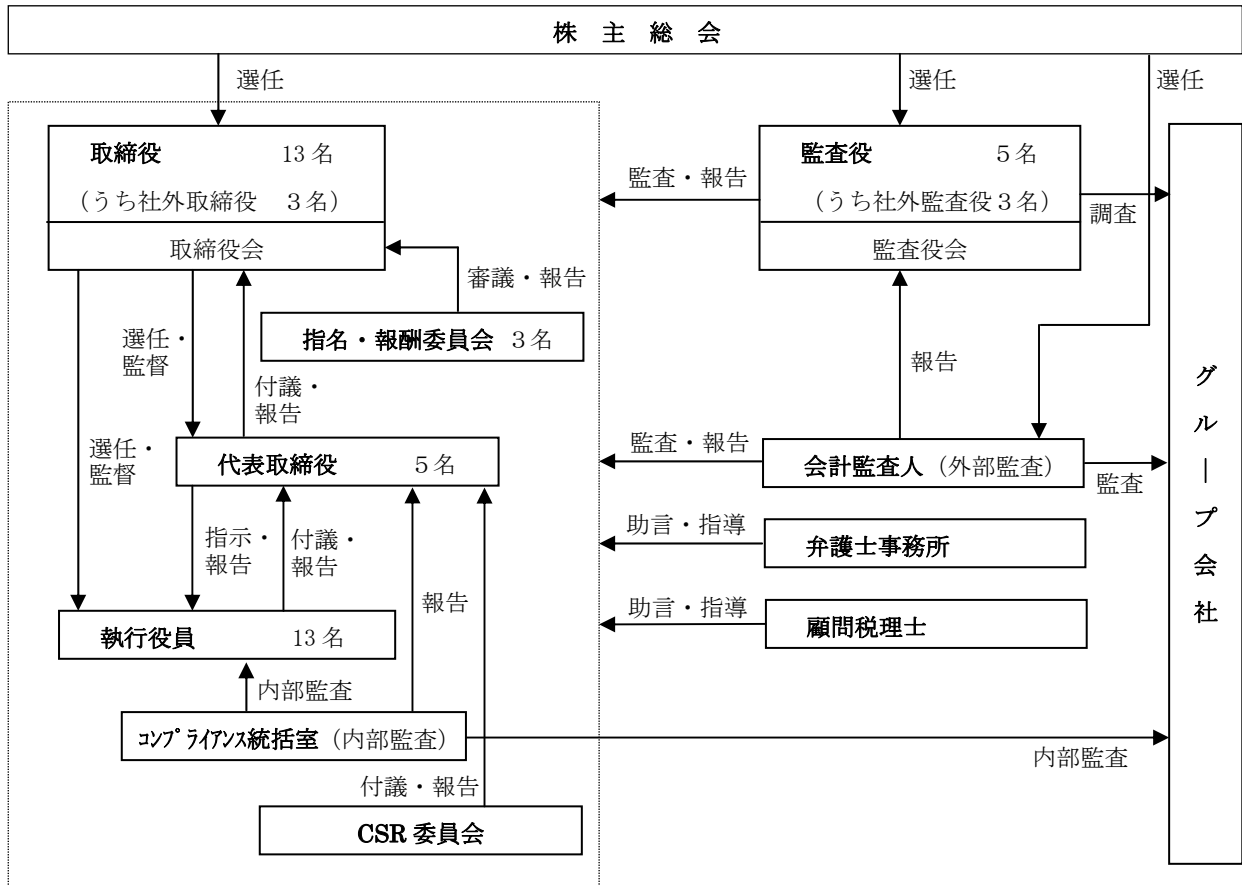 株 主 総 会
選任
選任
選任
取締役 13名
(うち社外取締役 3名)
取締役会
監査役 5名
(うち社外監査役3名)
監査役会
監査・報告
調査
審議・報告
指名・報酬委員会 3名
選任・
監督
付議・
報告
選任・
監督
報告
代表取締役 5名
監査・報告
会計監査人(外部監査)
監査
指示・
報告
付議・
報告
報告
助言・指導
弁護士事務所
助言・指導
顧問税理士
執行役員 13名
内部監査
コンプライアンス統括室(内部監査)
内部監査
付議・報告
CSR委員会
グループ会社